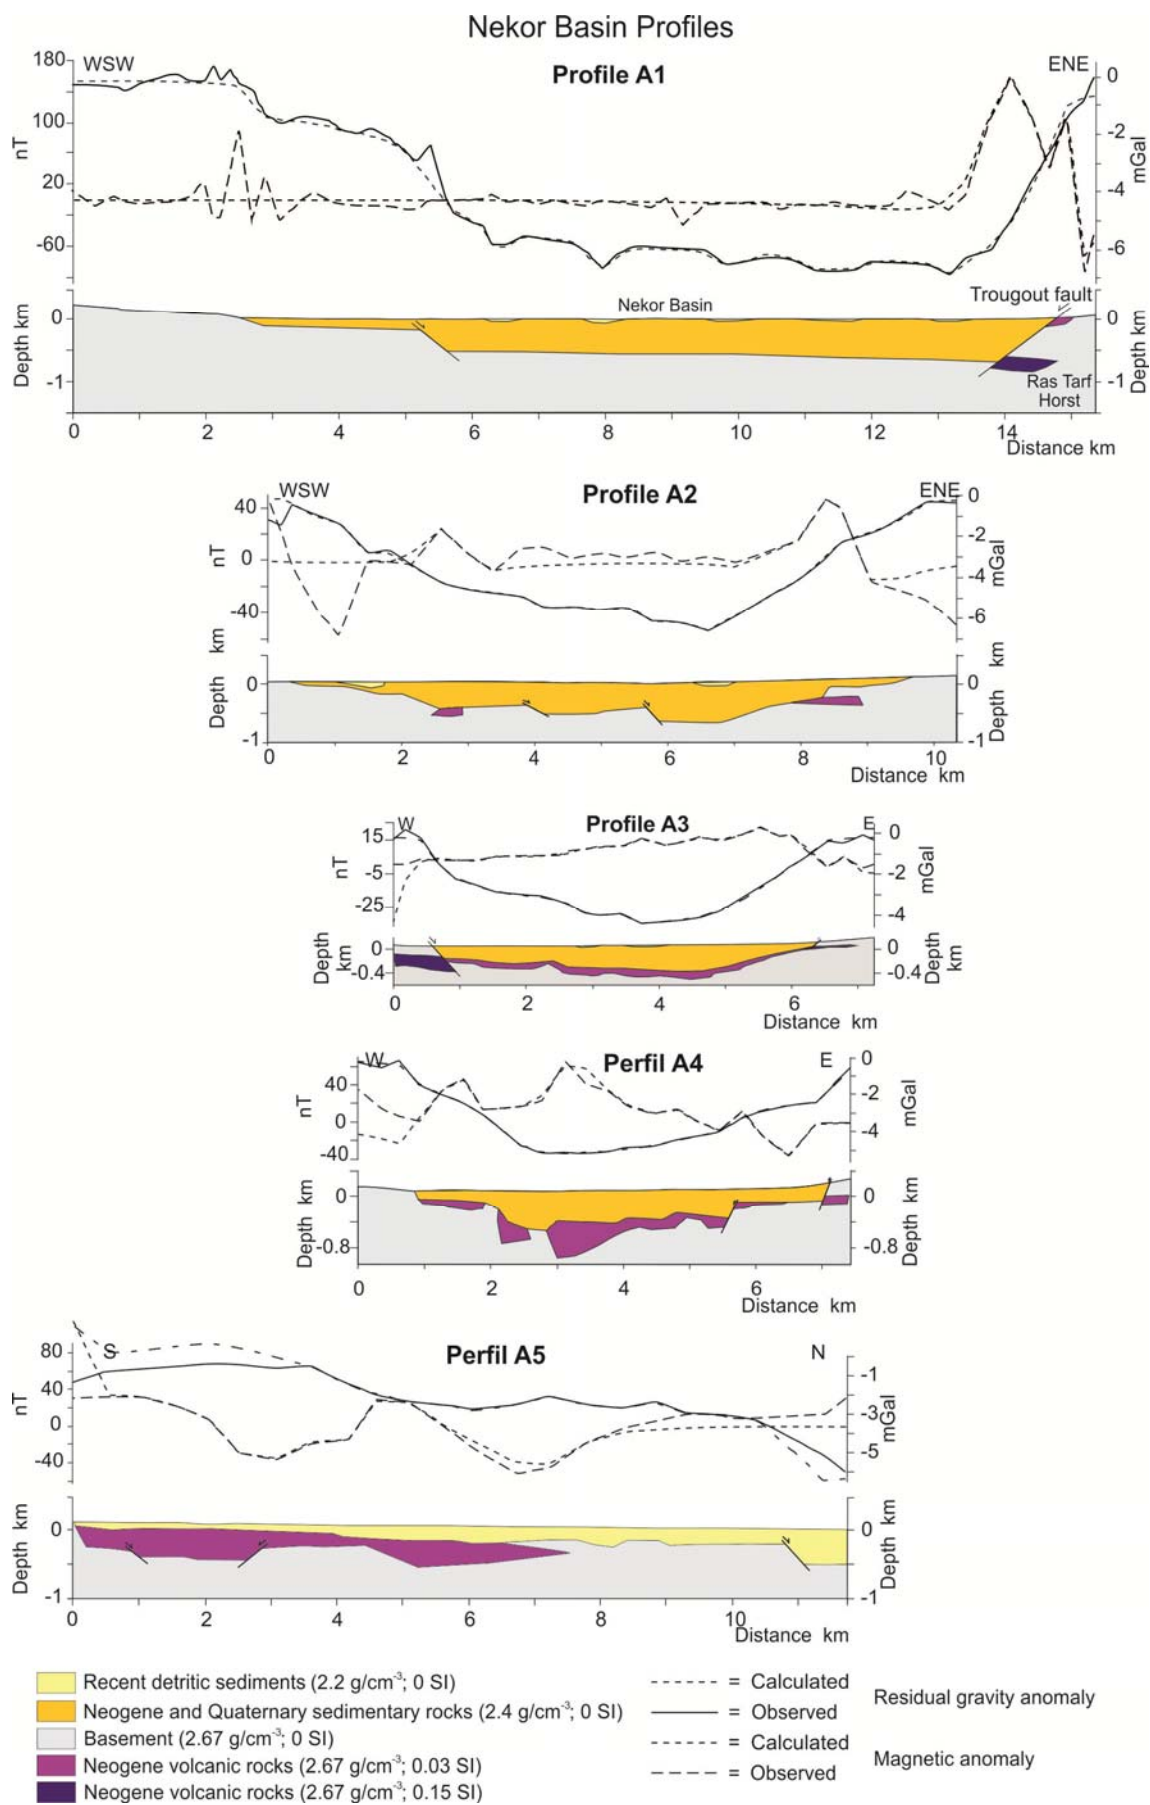 Nekor Basin Profiles
Profile A1
WSW
ENE
180
100
20
-60
nT
0
-2
-4
-6
mGal
Nekor Basin
Trougout fault
Ras Tarf
Horst
Depth km
0
-1
Depth km
0
-1
0 2 4 6 8 10 12 14
Distance km
Profile A2
WSW
ENE
40
0
-40
nT
0
-2
-4
-6
mGal
Depth km
0
-1
Depth km
0
-1
0 2 4 6 8 10
Distance km
Profile A3
W
E
15
-5
-25
nT
0
-2
-4
mGal
Depth km
0
-0.4
Depth km
0
-0.4
0 2 4 6
Distance km
Perfil A4
W
E
40
0
-40
nT
0
-2
-4
mGal
Depth km
0
-0.8
Depth km
0
-0.8
0 2 4 6
Distance km
Perfil A5
S
N
80
40
0
-40
nT
-1
-3
-5
mGal
Depth km
0
-1
Depth km
0
-1
0 2 4 6 8 10
Distance km
Recent detritic sediments (2.2 g/cm⁻³; 0 SI)
Neogene and Quaternary sedimentary rocks (2.4 g/cm⁻³; 0 SI)
Basement (2.67 g/cm⁻³; 0 SI)
Neogene volcanic rocks (2.67 g/cm⁻³; 0.03 SI)
Neogene volcanic rocks (2.67 g/cm⁻³; 0.15 SI)
= Calculated
= Observed
Residual gravity anomaly
= Calculated
= Observed
Magnetic anomaly